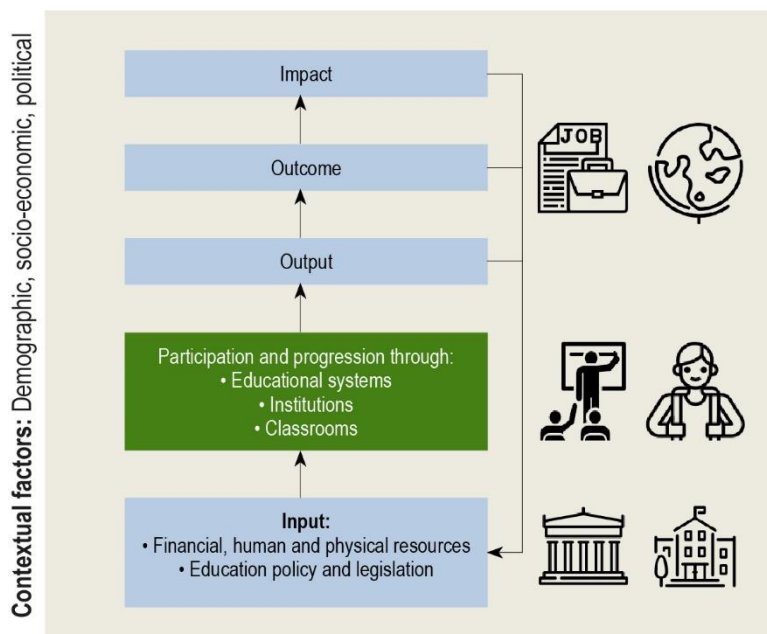 Contextual factors: Demographic, socio-economic, political
Impact
Outcome
Output
Participation and progression through:
• Educational systems
• Institutions
• Classrooms
Input:
• Financial, human and physical resources
• Education policy and legislation
JOB